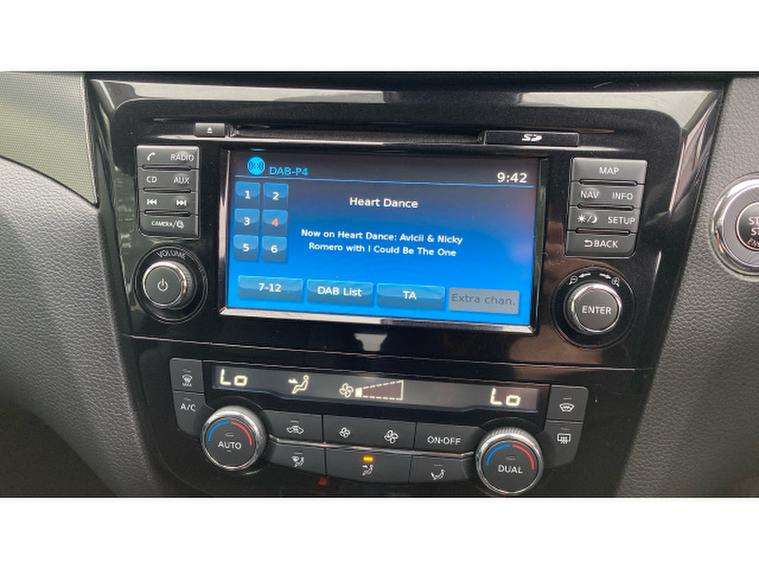 SD
RADIO
CD AUX
CAMERA/
VOLUME
DAB-P4
9:42
1 2
3 4
5 6
Heart Dance
Now on Heart Dance: Avicii & Nicky
Romero with I Could Be The One
7-12 DAB List TA Extra chan.
MAP
NAV INFO
SETUP
BACK
ENTER
Lo Lo
A/C
AUTO
ON-OFF
DUAL